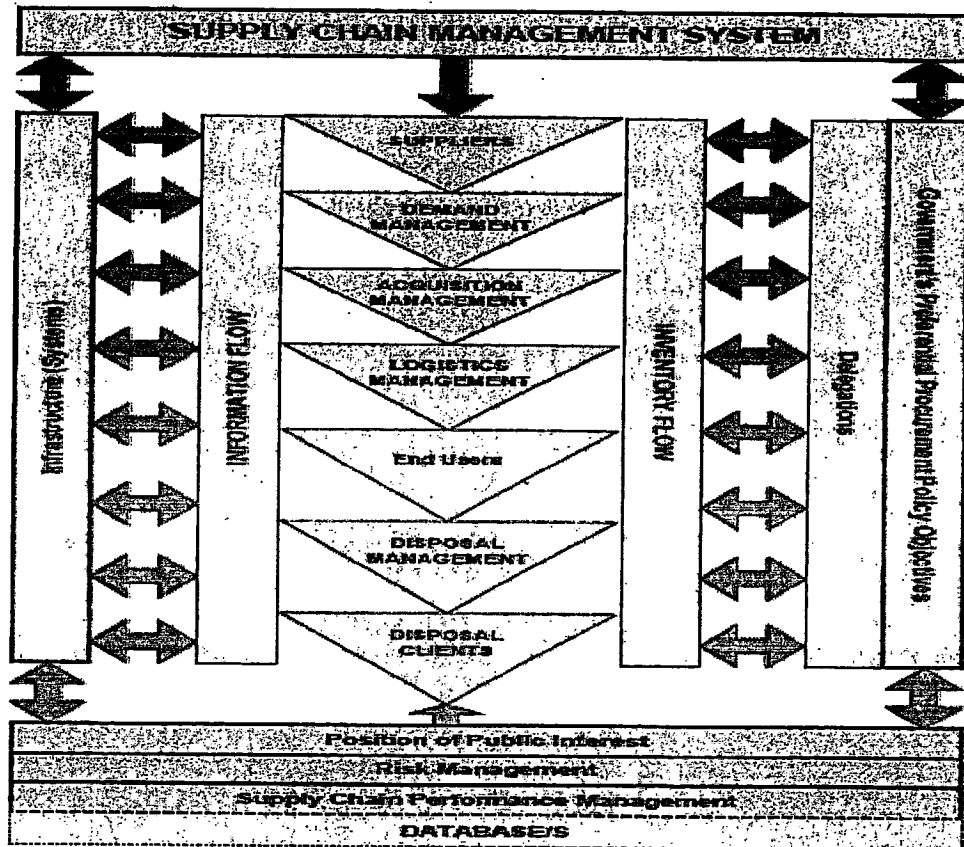 SUPPLY CHAIN MANAGEMENT SYSTEM
Infrastructure (Systems)
INFORMATION FLOW
SUPPLIERS
DEMAND
MANAGEMENT
ACQUISITION
MANAGEMENT
LOGISTICS
MANAGEMENT
End Users
DISPOSAL
MANAGEMENT
DISPOSAL
CLIENTS
INVENTORY FLOW
Delegations
Government's Preferential Procurement Policy Objectives
Position of Public Interest
Risk Management
Supply Chain Performance Management
DATABASE/S